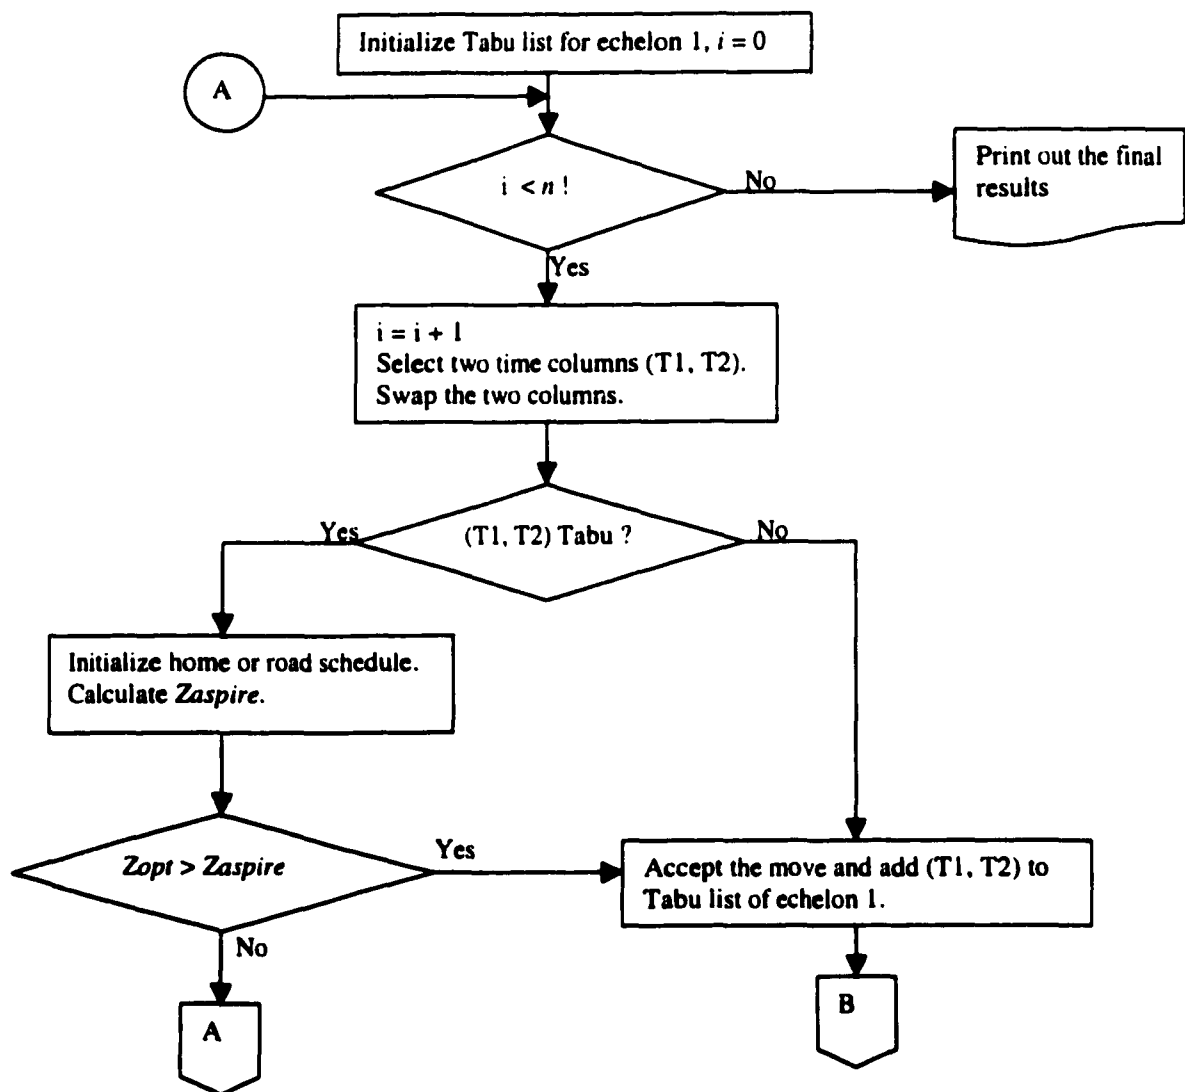 Initialize Tabu list for echelon 1, i = 0
A
i < n !
No
Print out the final
results
Yes
i = i + 1
Select two time columns (T1, T2).
Swap the two columns.
Yes
(T1, T2) Tabu ?
No
Initialize home or road schedule.
Calculate Zaspire.
Zopt > Zaspire
Yes
Accept the move and add (T1, T2) to
Tabu list of echelon 1.
No
A
B